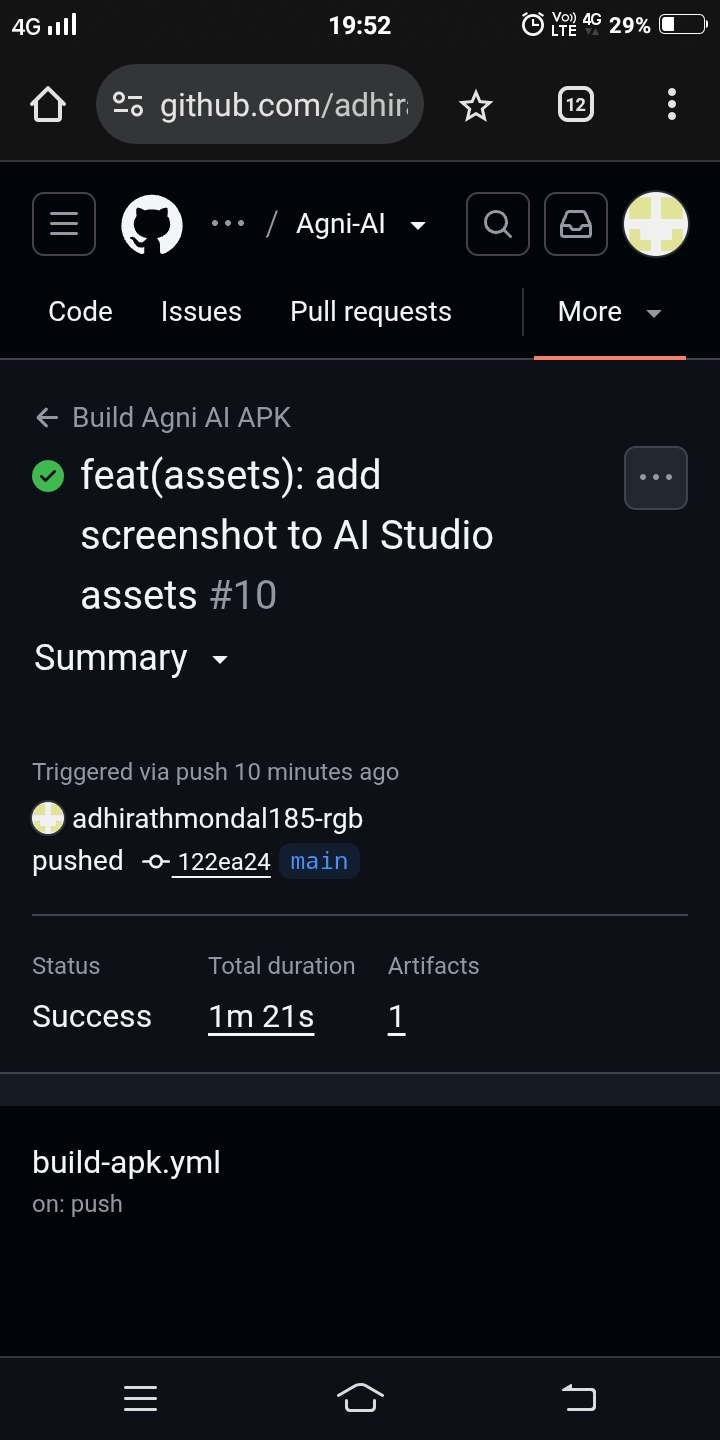 4G 19:52 Vo)) LTE 4G 29%
github.com/adhir
12
/ Agni-AI
Code Issues Pull requests More
Build Agni AI APK
feat(assets): add
screenshot to AI Studio
assets #10
Summary
Triggered via push 10 minutes ago
adhirathmondal185-rgb
pushed 122ea24 main
Status Total duration Artifacts
Success 1m 21s 1
build-apk.yml
on: push